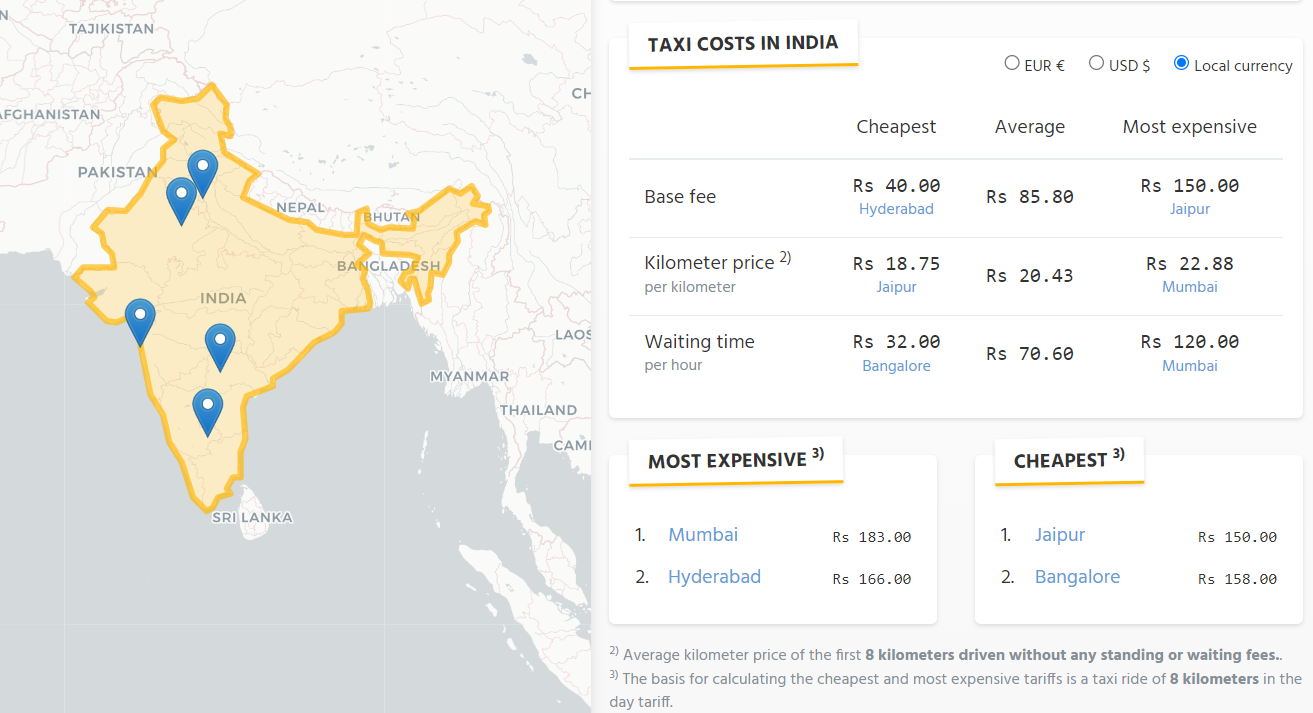 N
TAJIKISTAN
CH
AFGHANISTAN
PAKISTAN
NEPAL
BHUTAN
BANGLADESH
INDIA
LAOS
MYANMAR
THAILAND
CAM
SRI LANKA
TAXI COSTS IN INDIA
EUR € USD $ Local currency
Cheapest Average Most expensive
Base fee Rs 40.00 Rs 85.80 Rs 150.00
Hyderabad Jaipur
Kilometer price 2) Rs 18.75 Rs 20.43 Rs 22.88
per kilometer Jaipur Mumbai
Waiting time Rs 32.00 Rs 70.60 Rs 120.00
per hour Bangalore Mumbai
MOST EXPENSIVE 3)
1. Mumbai Rs 183.00
2. Hyderabad Rs 166.00
CHEAPEST 3)
1. Jaipur Rs 150.00
2. Bangalore Rs 158.00
2) Average kilometer price of the first 8 kilometers driven without any standing or waiting fees..
3) The basis for calculating the cheapest and most expensive tariffs is a taxi ride of 8 kilometers in the
day tariff.